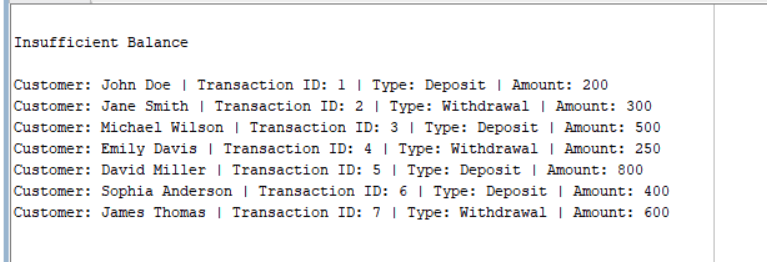 Insufficient Balance
Customer: John Doe | Transaction ID: 1 | Type: Deposit | Amount: 200
Customer: Jane Smith | Transaction ID: 2 | Type: Withdrawal | Amount: 300
Customer: Michael Wilson | Transaction ID: 3 | Type: Deposit | Amount: 500
Customer: Emily Davis | Transaction ID: 4 | Type: Withdrawal | Amount: 250
Customer: David Miller | Transaction ID: 5 | Type: Deposit | Amount: 800
Customer: Sophia Anderson | Transaction ID: 6 | Type: Deposit | Amount: 400
Customer: James Thomas | Transaction ID: 7 | Type: Withdrawal | Amount: 600